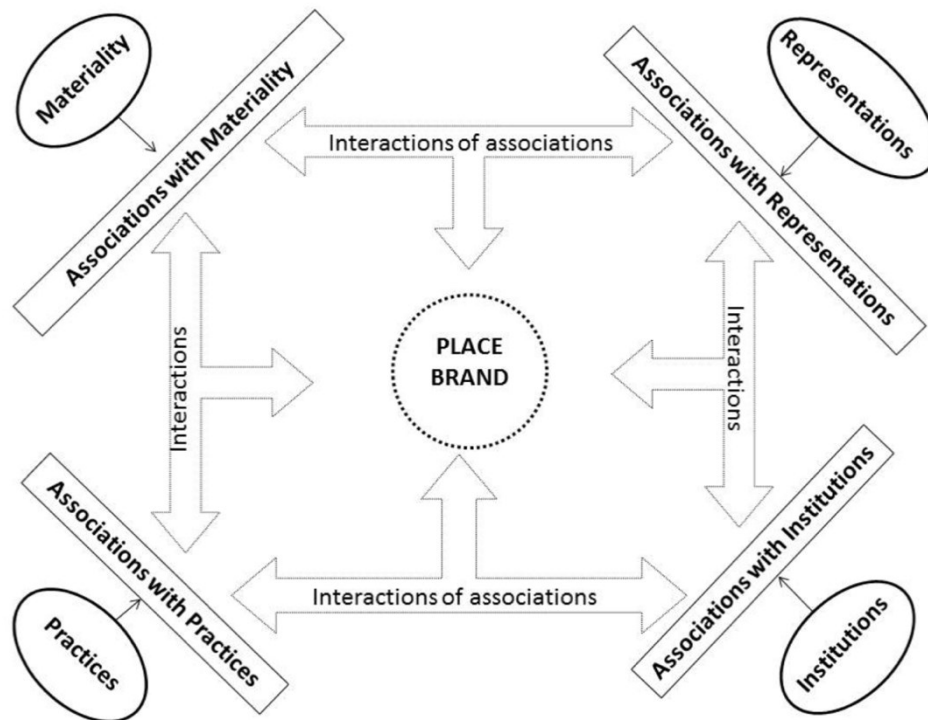 Materiality
Associations with Materiality
Representations
Associations with Representations
Interactions of associations
Interactions
PLACE
BRAND
Interactions
Associations with Practices
Practices
Interactions of associations
Associations with Institutions
Institutions